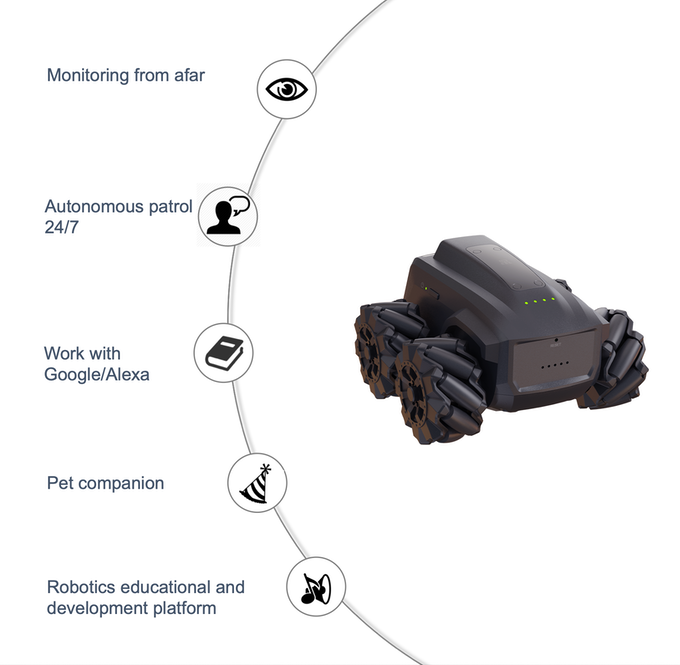 Monitoring from afar
Autonomous patrol
24/7
Work with
Google/Alexa
Pet companion
Robotics educational and
development platform